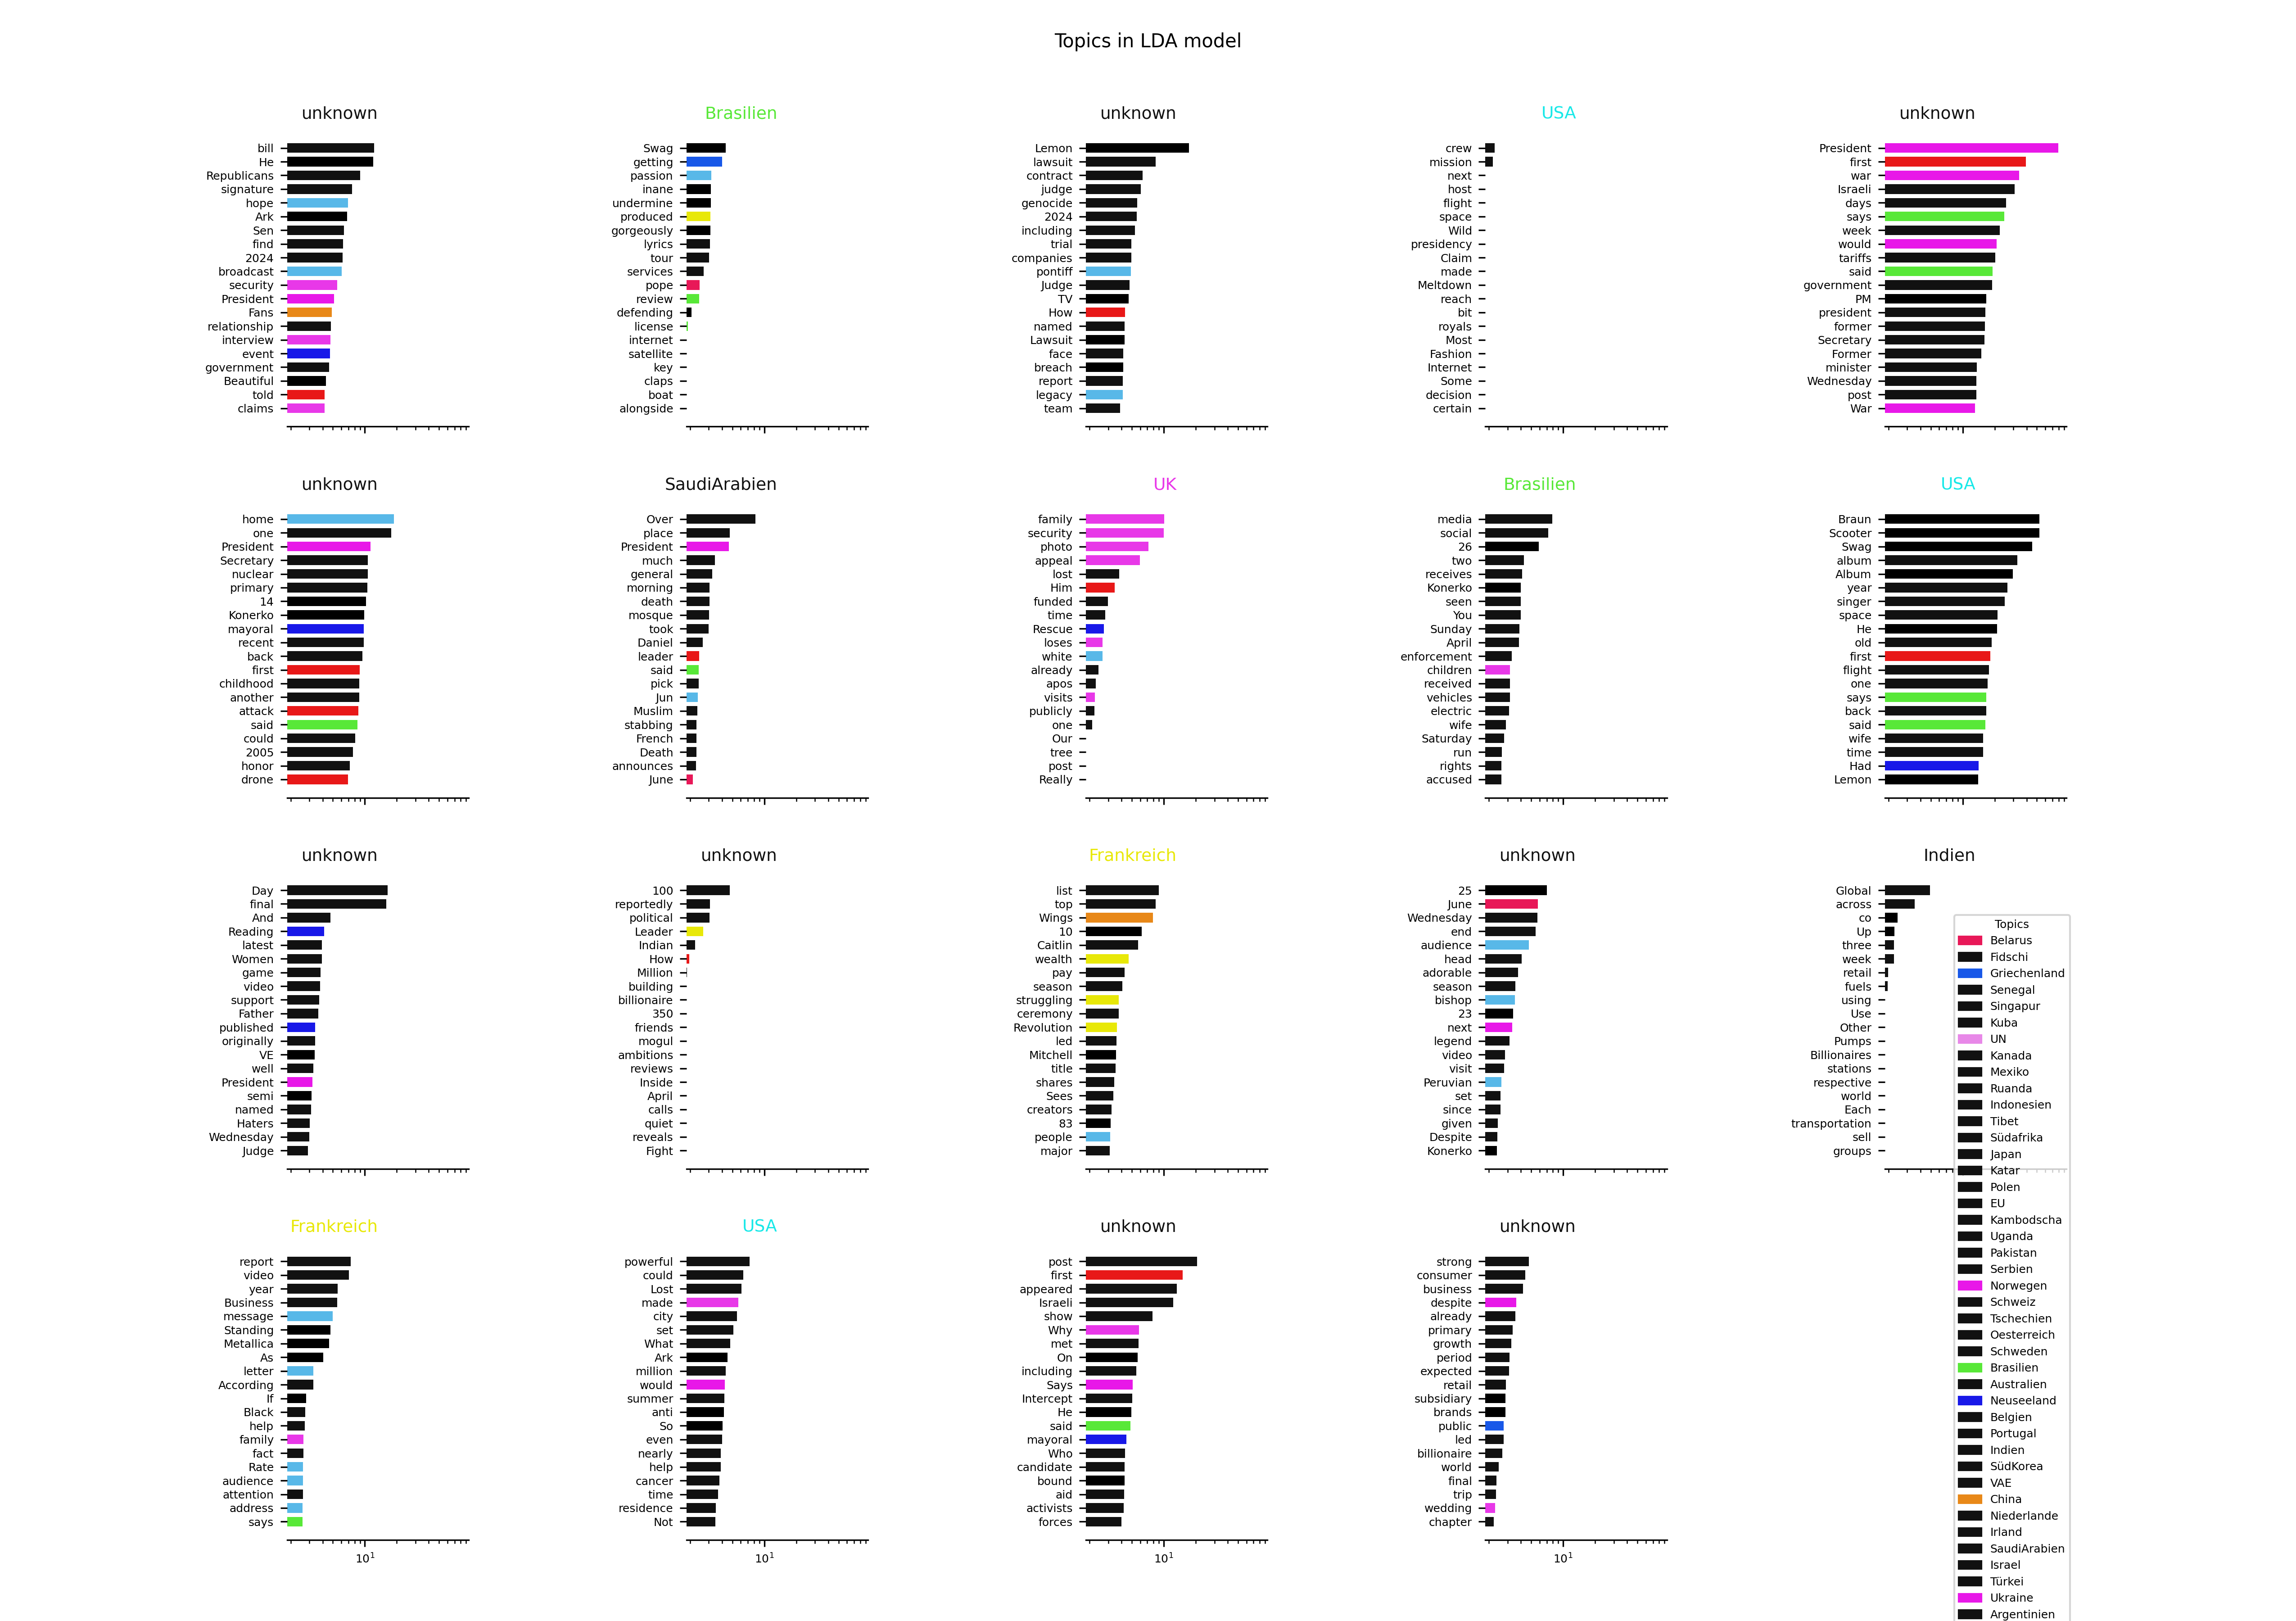 Topics in LDA model
unknown
bill
He
Republicans
signature
hope
Ark
Sen
find
2024
broadcast
security
President
Fans
relationship
interview
event
government
Beautiful
told
claims
Brasilien
Swag
getting
passion
inane
undermine
produced
gorgeously
lyrics
tour
services
pope
review
defending
license
internet
satellite
key
claps
boat
alongside
unknown
Lemon
lawsuit
contract
judge
genocide
2024
including
trial
companies
pontiff
Judge
TV
How
named
Lawsuit
face
breach
report
legacy
team
USA
crew
mission
next
host
flight
space
Wild
presidency
Claim
made
Meltdown
reach
bit
royals
Most
Fashion
Internet
Some
decision
certain
unknown
President
first
war
Israeli
days
says
week
would
tariffs
said
government
PM
president
former
Secretary
Former
minister
Wednesday
post
War
unknown
home
one
President
Secretary
nuclear
primary
14
Konerko
mayoral
recent
back
first
childhood
another
attack
said
could
2005
honor
drone
SaudiArabien
Over
place
President
much
general
morning
death
mosque
took
Daniel
leader
said
pick
Jun
Muslim
stabbing
French
Death
announces
June
UK
family
security
photo
appeal
lost
Him
funded
time
Rescue
loses
white
already
apos
visits
publicly
one
Our
tree
post
Really
Brasilien
media
social
26
two
receives
Konerko
seen
You
Sunday
April
enforcement
children
received
vehicles
electric
wife
Saturday
run
rights
accused
USA
Braun
Scooter
Swag
album
Album
year
singer
space
He
old
first
flight
one
says
back
said
wife
time
Had
Lemon
unknown
Day
final
And
Reading
latest
Women
game
video
support
Father
published
originally
VE
well
President
semi
named
Haters
Wednesday
Judge
unknown
100
reportedly
political
Leader
Indian
How
Million
building
billionaire
350
friends
mogul
ambitions
reviews
Inside
April
calls
quiet
reveals
Fight
Frankreich
list
top
Wings
10
Caitlin
wealth
pay
season
struggling
ceremony
Revolution
led
Mitchell
title
shares
Sees
creators
83
people
major
unknown
25
June
Wednesday
end
audience
head
adorable
season
bishop
23
next
legend
video
visit
Peruvian
set
since
given
Despite
Konerko
Indien
Global
across
co
Up
three
week
retail
fuels
using
Use
Other
Pumps
Billionaires
stations
respective
world
Each
transportation
sell
groups
Frankreich
report
video
year
Business
message
Standing
Metallica
As
letter
According
If
Black
help
family
fact
Rate
audience
attention
address
says
10¹
USA
powerful
could
Lost
made
city
set
What
Ark
million
would
summer
anti
So
even
nearly
help
cancer
time
residence
Not
10¹
unknown
post
first
appeared
Israeli
show
Why
met
On
including
Says
Intercept
He
said
mayoral
Who
candidate
bound
aid
activists
forces
10¹
unknown
strong
consumer
business
despite
already
primary
growth
period
expected
retail
subsidiary
brands
public
led
billionaire
world
final
trip
wedding
chapter
10¹
Topics
Belarus
Fidschi
Griechenland
Senegal
Singapur
Kuba
UN
Kanada
Mexiko
Ruanda
Indonesien
Tibet
Südafrika
Japan
Katar
Polen
EU
Kambodscha
Uganda
Pakistan
Serbien
Norwegen
Schweiz
Tschechien
Oesterreich
Schweden
Brasilien
Australien
Neuseeland
Belgien
Portugal
Indien
SüdKorea
VAE
China
Niederlande
Irland
SaudiArabien
Israel
Türkei
Ukraine
Argentinien